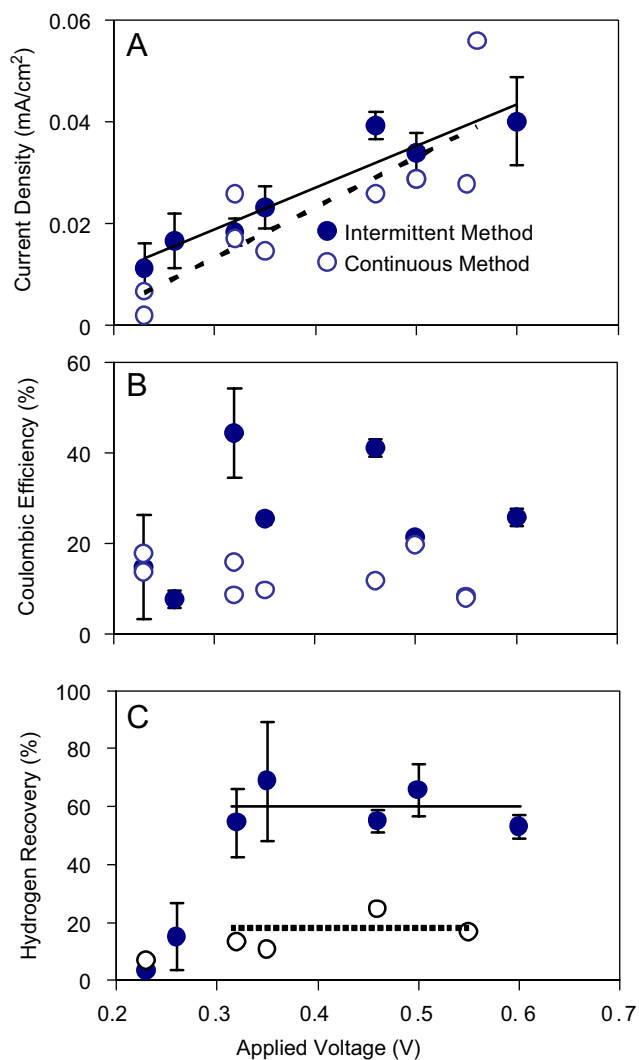 0.06
A
0.04
0.02
0
Current Density (mA/cm²)
Intermittent Method
Continuous Method
60
B
40
20
0
Coulombic Efficiency (%)
100
C
80
60
40
20
0
Hydrogen Recovery (%)
0.2 0.3 0.4 0.5 0.6 0.7
Applied Voltage (V)